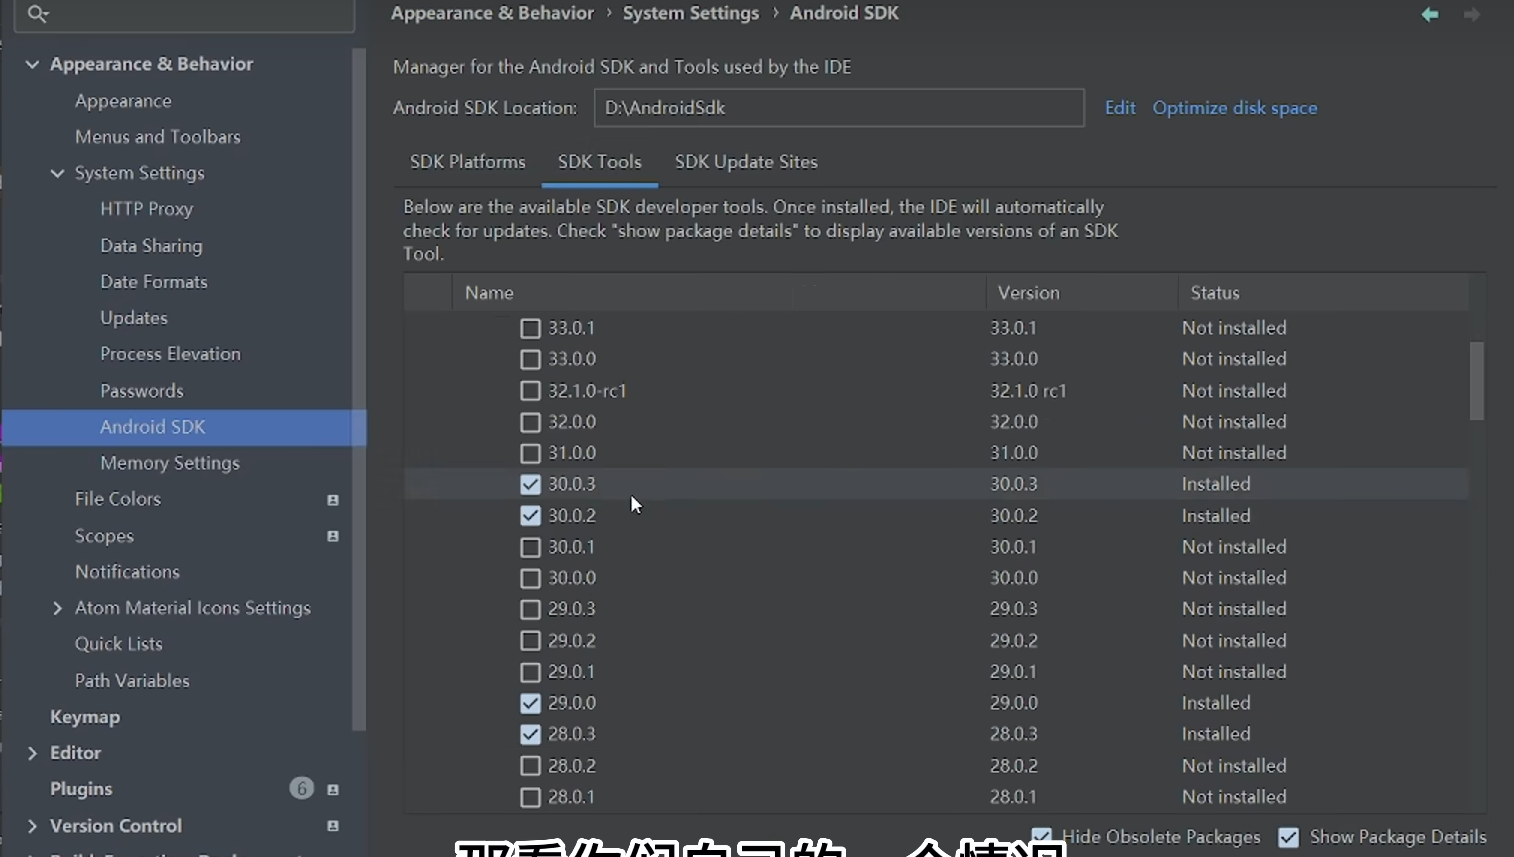 Appearance & Behavior › System Settings › Android SDK
Appearance & Behavior
Appearance
Menus and Toolbars
System Settings
HTTP Proxy
Data Sharing
Date Formats
Updates
Process Elevation
Passwords
Android SDK
Memory Settings
File Colors
Scopes
Notifications
Atom Material Icons Settings
Quick Lists
Path Variables
Keymap
Editor
Plugins 6
Version Control
Manager for the Android SDK and Tools used by the IDE
Android SDK Location: D:\AndroidSdk Edit Optimize disk space
SDK Platforms SDK Tools SDK Update Sites
Below are the available SDK developer tools. Once installed, the IDE will automatically
check for updates. Check "show package details" to display available versions of an SDK
Tool.
Name Version Status
33.0.1 33.0.1 Not installed
33.0.0 33.0.0 Not installed
32.1.0-rc1 32.1.0 rc1 Not installed
32.0.0 32.0.0 Not installed
31.0.0 31.0.0 Not installed
30.0.3 30.0.3 Installed
30.0.2 30.0.2 Installed
30.0.1 30.0.1 Not installed
30.0.0 30.0.0 Not installed
29.0.3 29.0.3 Not installed
29.0.2 29.0.2 Not installed
29.0.1 29.0.1 Not installed
29.0.0 29.0.0 Installed
28.0.3 28.0.3 Installed
28.0.2 28.0.2 Not installed
28.0.1 28.0.1 Not installed
Hide Obsolete Packages Show Package Details
那看你们自己的一个情况